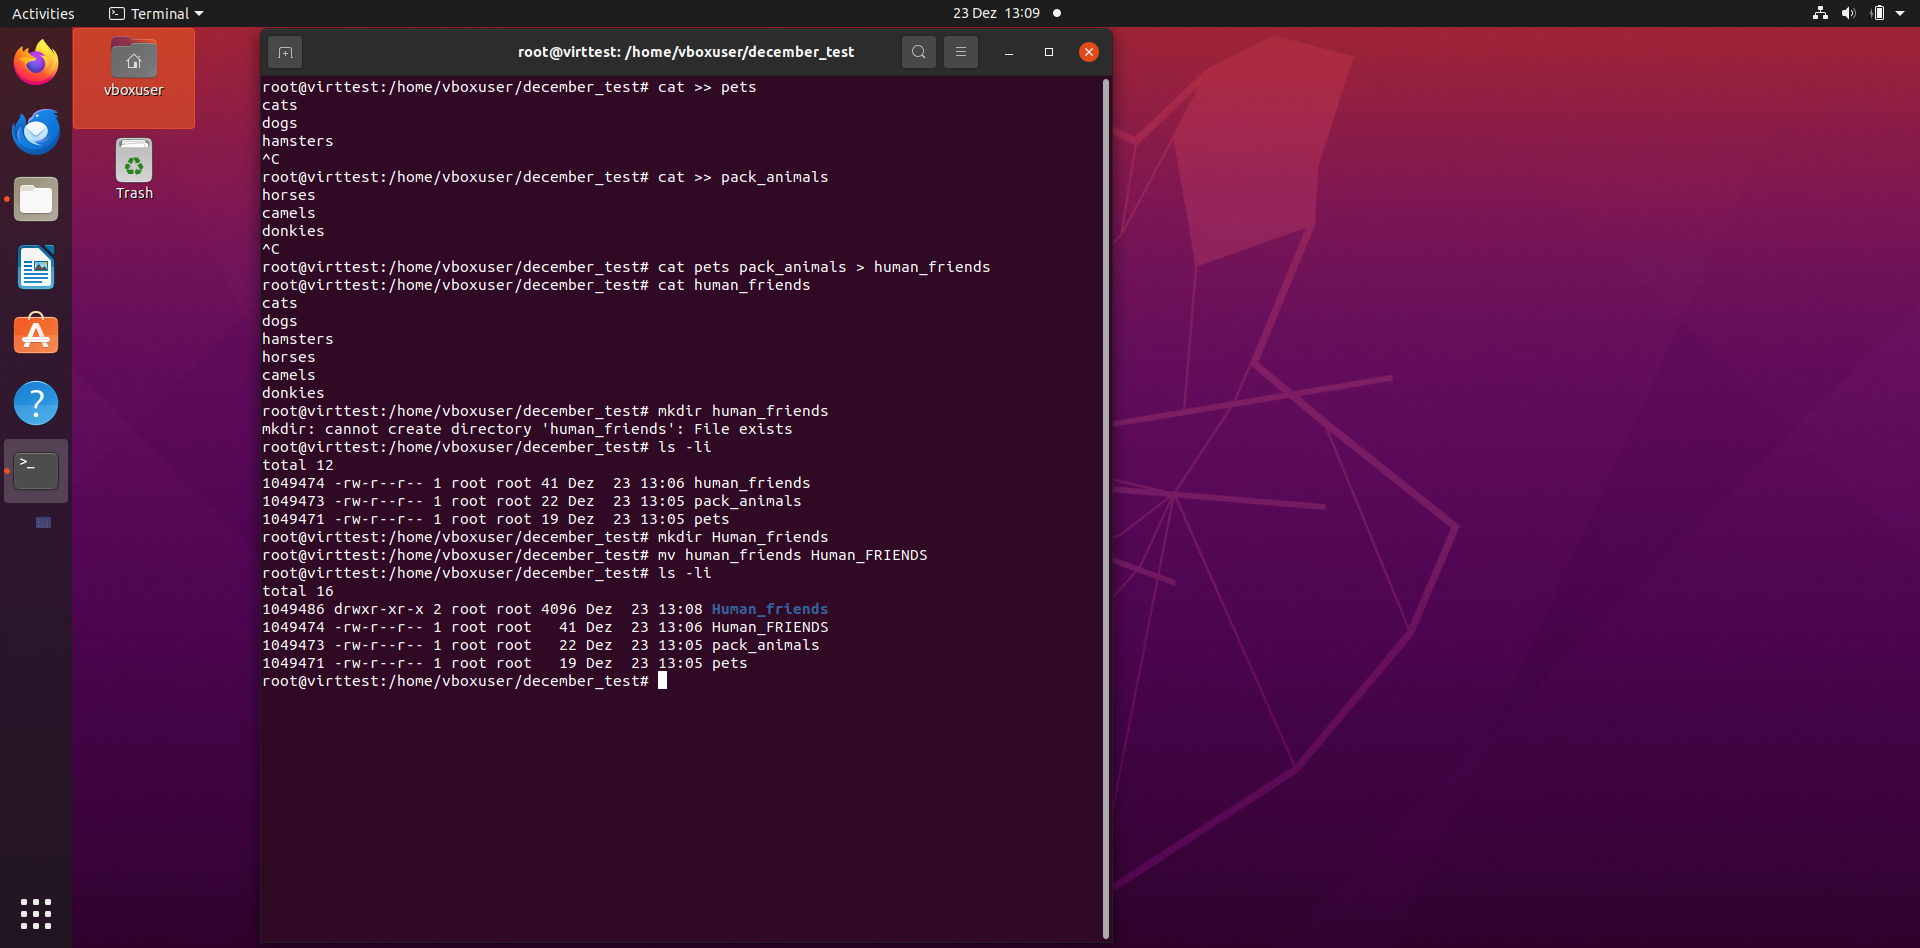 Activities
Terminal
23 Dez 13:09
vboxuser
Trash
root@virttest: /home/vboxuser/december_test
root@virttest:/home/vboxuser/december_test# cat >> pets
cats
dogs
hamsters
^C
root@virttest:/home/vboxuser/december_test# cat >> pack_animals
horses
camels
donkies
^C
root@virttest:/home/vboxuser/december_test# cat pets pack_animals > human_friends
root@virttest:/home/vboxuser/december_test# cat human_friends
cats
dogs
hamsters
horses
camels
donkies
root@virttest:/home/vboxuser/december_test# mkdir human_friends
mkdir: cannot create directory 'human_friends': File exists
root@virttest:/home/vboxuser/december_test# ls -li
total 12
1049474 -rw-r--r-- 1 root root 41 Dez  23 13:06 human_friends
1049473 -rw-r--r-- 1 root root 22 Dez  23 13:05 pack_animals
1049471 -rw-r--r-- 1 root root 19 Dez  23 13:05 pets
root@virttest:/home/vboxuser/december_test# mkdir Human_friends
root@virttest:/home/vboxuser/december_test# mv human_friends Human_FRIENDS
root@virttest:/home/vboxuser/december_test# ls -li
total 16
1049486 drwxr-xr-x 2 root root 4096 Dez  23 13:08 Human_friends
1049474 -rw-r--r-- 1 root root   41 Dez  23 13:06 Human_FRIENDS
1049473 -rw-r--r-- 1 root root   22 Dez  23 13:05 pack_animals
1049471 -rw-r--r-- 1 root root   19 Dez  23 13:05 pets
root@virttest:/home/vboxuser/december_test#